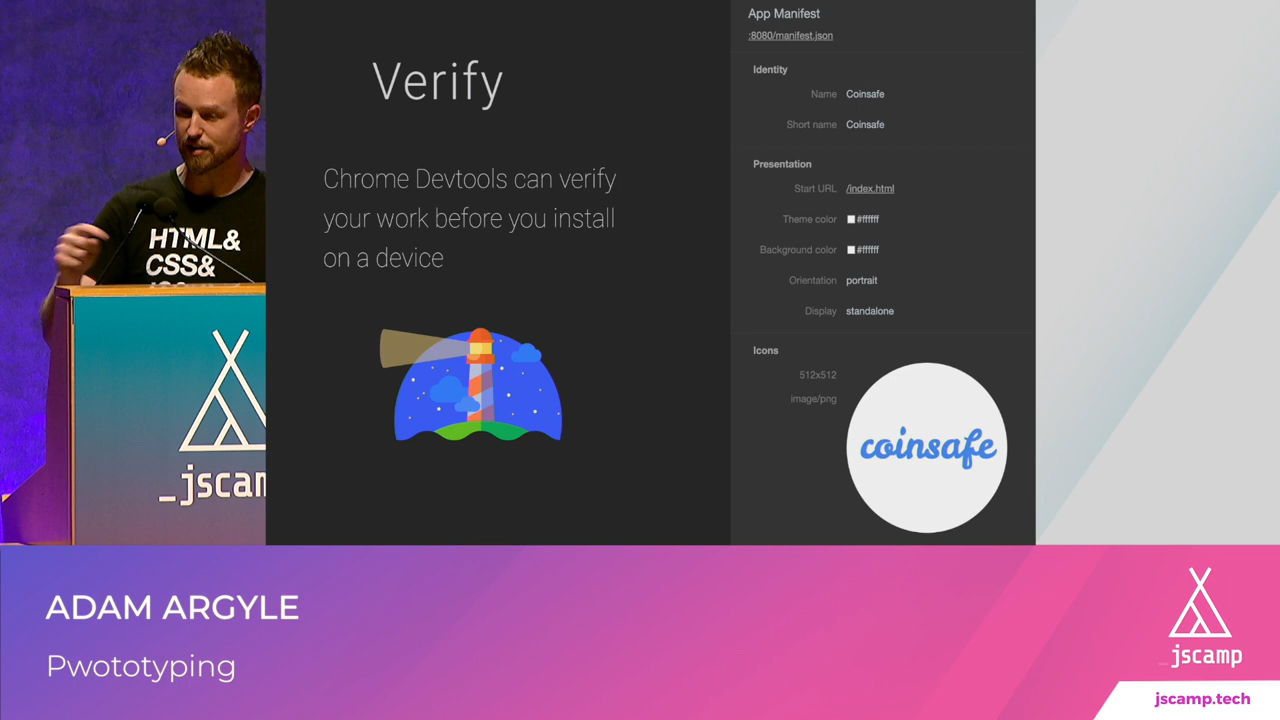 HTML&
CSS&
_jscam
Verify
Chrome Devtools can verify
your work before you install
on a device
App Manifest
:8080/manifest.json
Identity
Name Coinsafe
Short name Coinsafe
Presentation
Start URL /index.html
Theme color #ffffff
Background color #ffffff
Orientation portrait
Display standalone
Icons
512x512
image/png
coinsafe
ADAM ARGYLE
Pwototyping
_jscamp
jscamp.tech